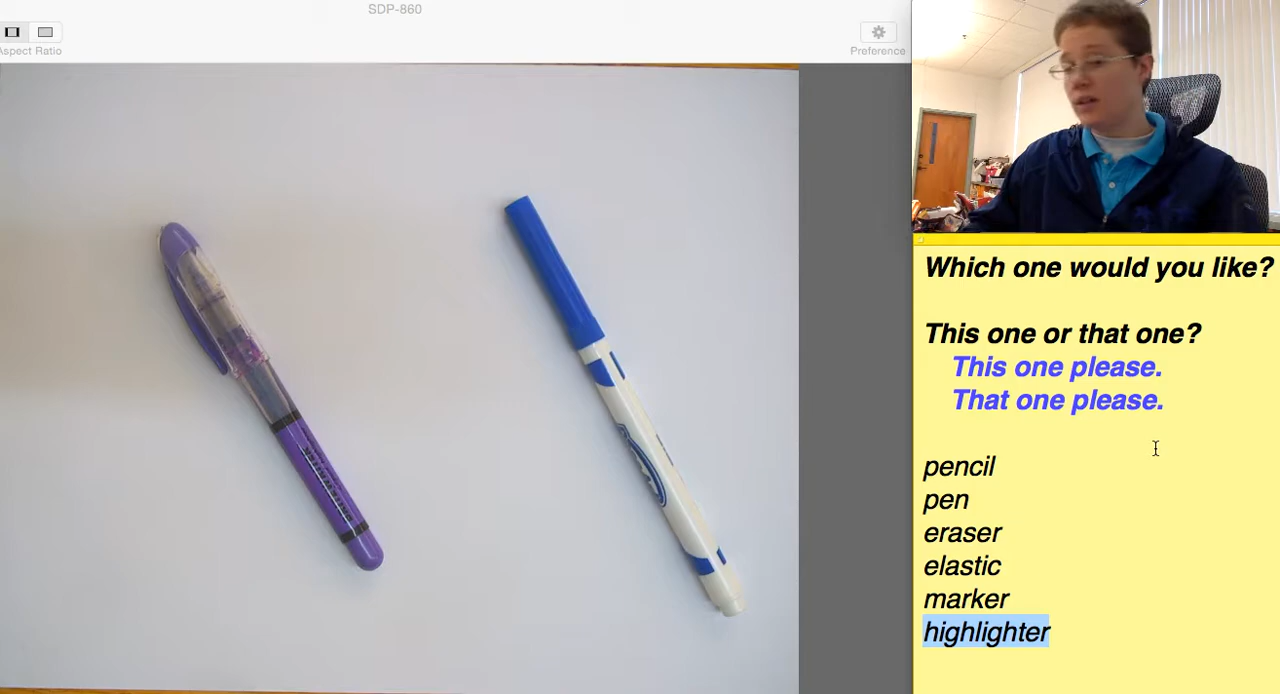 SDP-860
Aspect Ratio
Preference
Which one would you like?
This one or that one?
This one please.
That one please.
pencil
pen
eraser
elastic
marker
highlighter